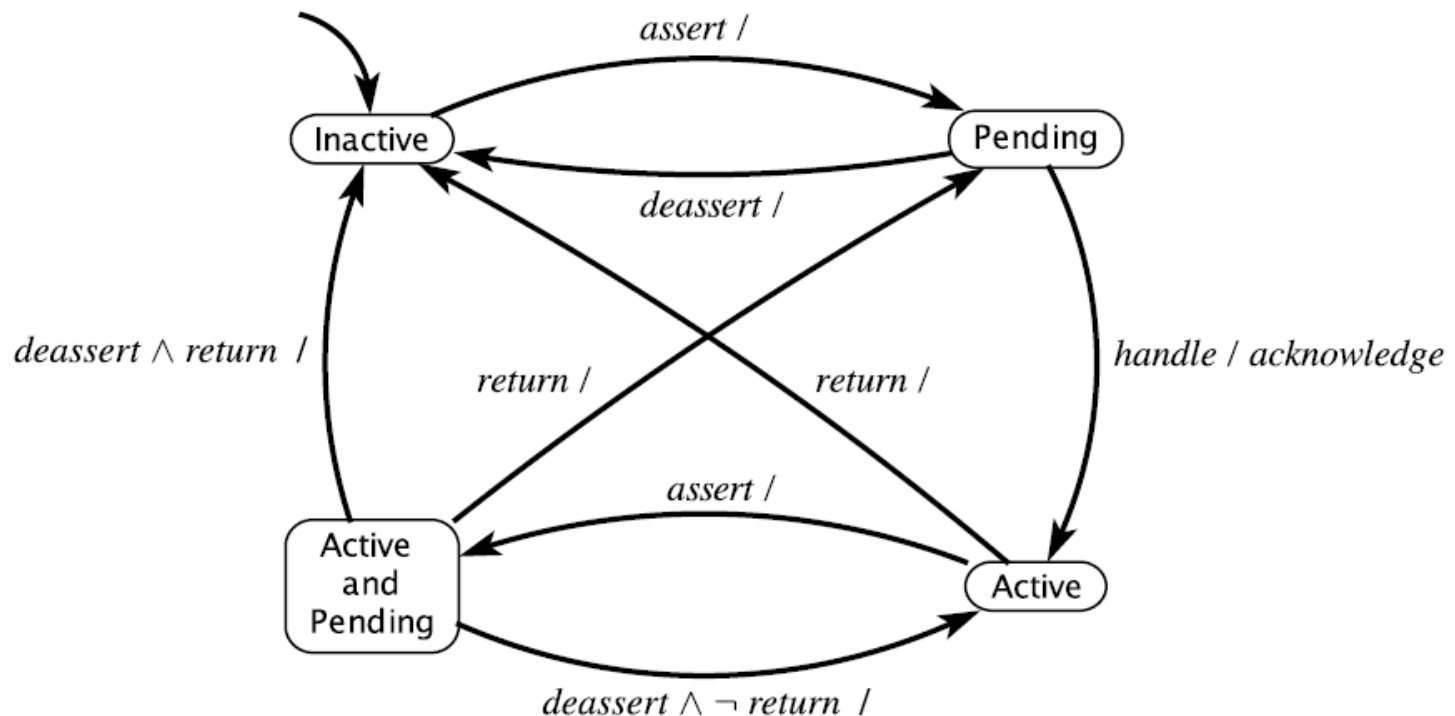 assert /
Inactive
Pending
deassert /
deassert ∧ return /
handle / acknowledge
return /
return /
assert /
Active
and
Pending
Active
deassert ∧ ¬ return /